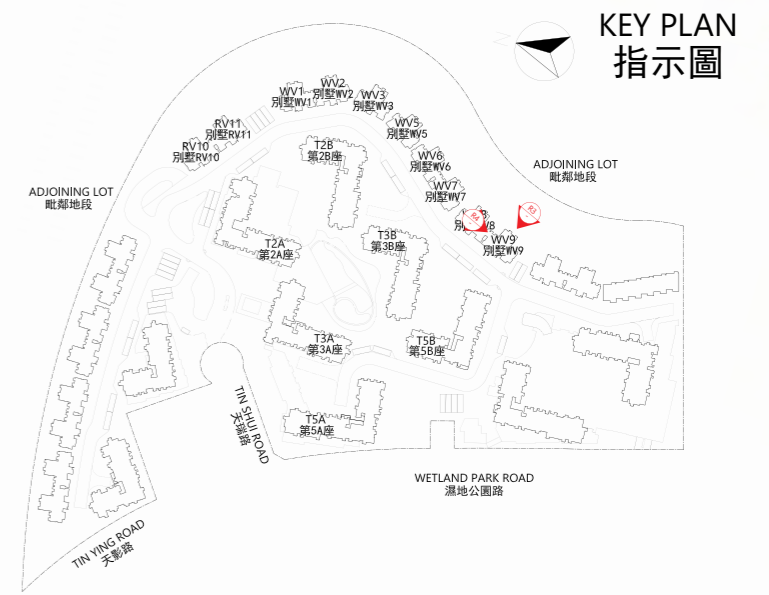 KEY PLAN
指示圖
WV2
別墅WV2
WV1
別墅WV1
WV3
別墅WV3
RV11
別墅RV11
WV5
別墅WV5
RV10
別墅RV10
T2B
第2B座
WV6
別墅WV6
ADJOINING LOT
毗鄰地段
ADJOINING LOT
毗鄰地段
WV7
別墅WV7
R4
R3
T3B
第3B座
T2A
第2A座
WV9
別墅WV9
T3A
第3A座
T5B
第5B座
T5A
第5A座
TIN SHUI ROAD
天瑞路
WETLAND PARK ROAD
濕地公園路
TIN YING ROAD
天影路